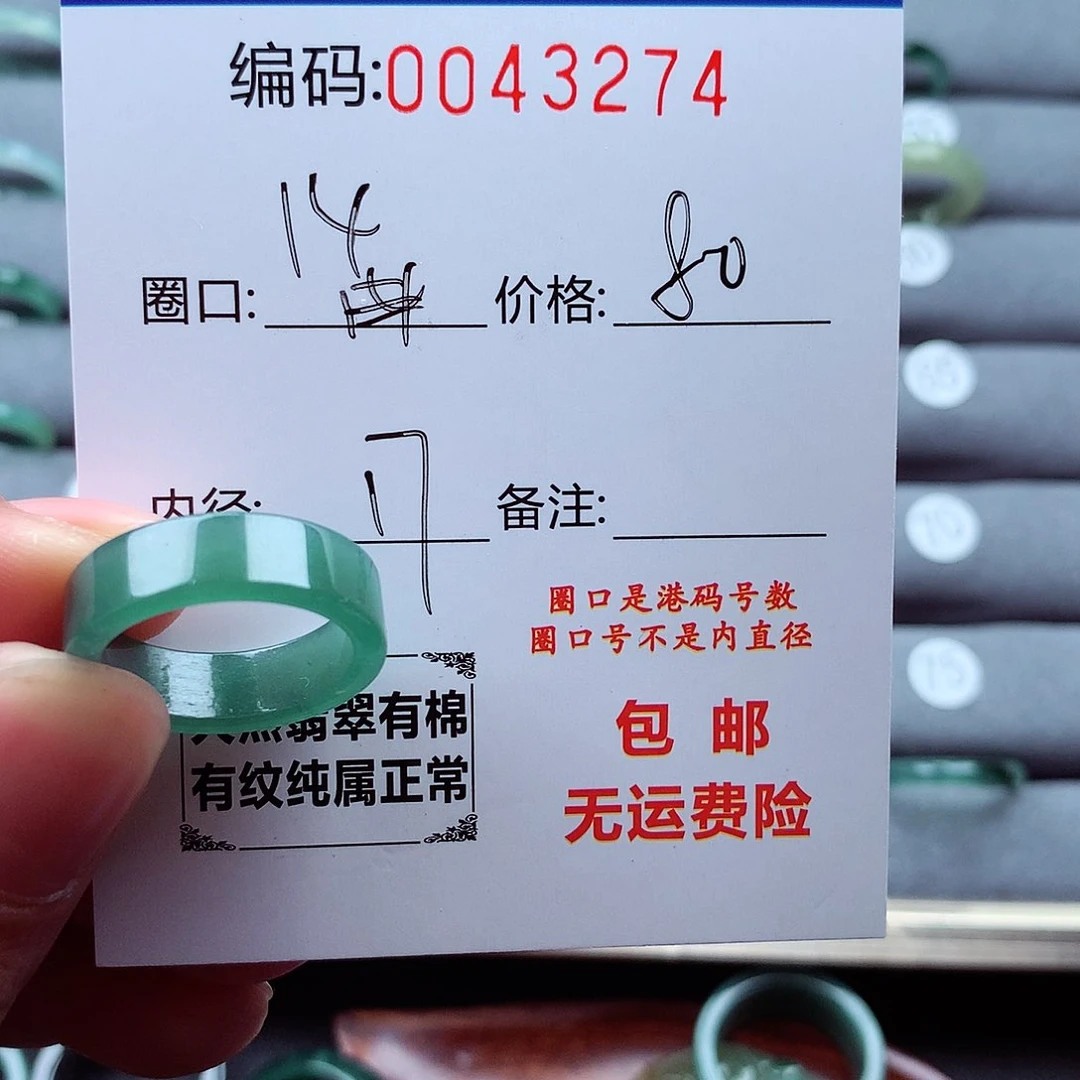 编码:0043274
圈口: 14 价格: 80
内径: 17 备注:
圈口是港码号数
圈口号不是内直径
翡翠有棉
有纹纯属正常
包 邮
无运费险